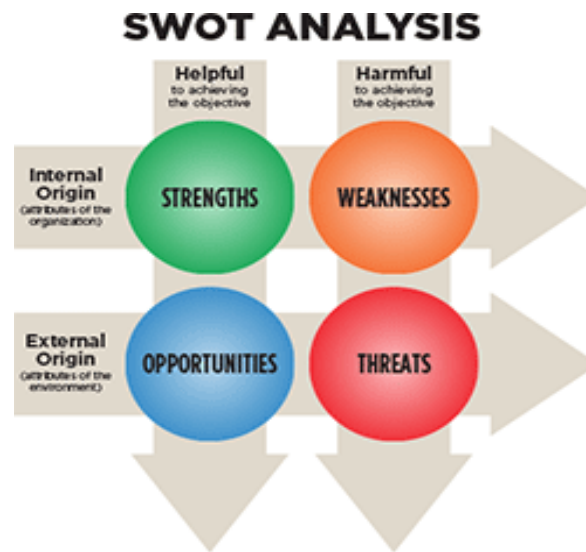 SWOT ANALYSIS
Helpful
to achieving
the objective
Harmful
to achieving
the objective
Internal
Origin
(attributes of the
organization)
STRENGTHS
WEAKNESSES
External
Origin
(attributes of the
environment)
OPPORTUNITIES
THREATS